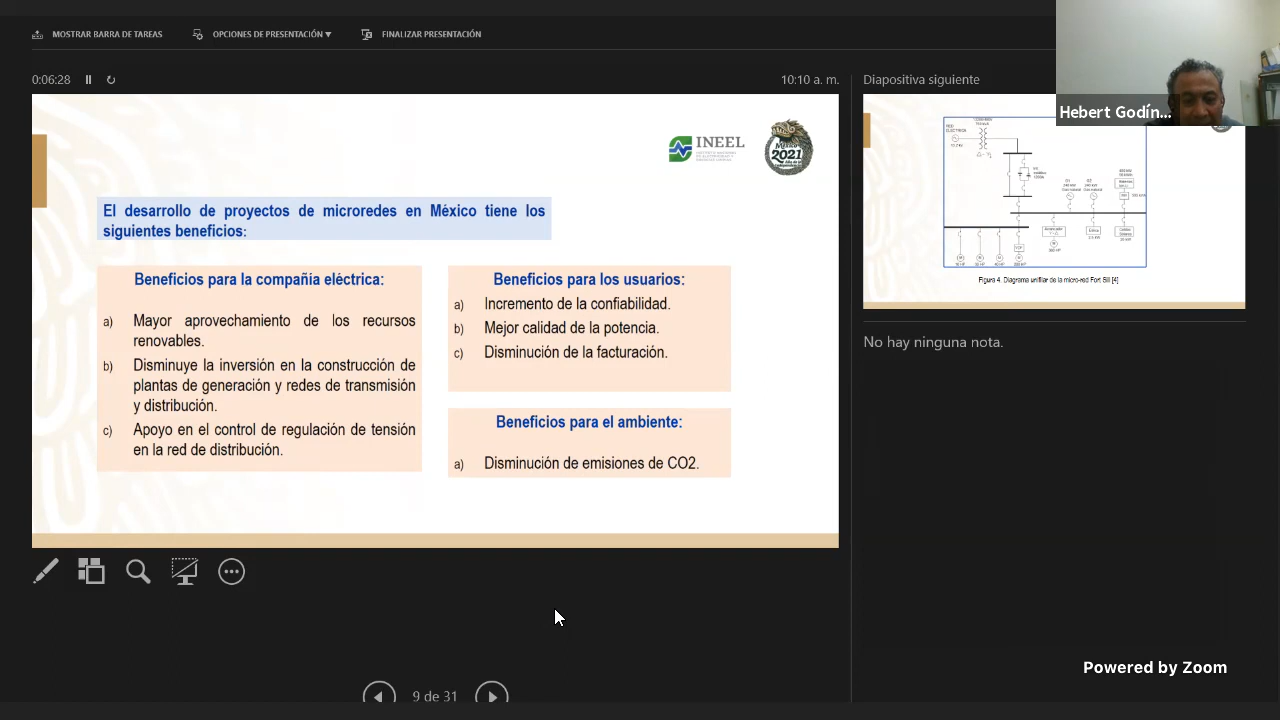 MOSTRAR BARRA DE TAREAS
OPCIONES DE PRESENTACIÓN ▼
FINALIZAR PRESENTACIÓN
0:06:28
10:10 a. m.
Diapositiva siguiente
Hebert Godín...
INEEL
México
2021
El desarrollo de proyectos de microredes en México tiene los
siguientes beneficios:
Beneficios para la compañia eléctrica:
a) Mayor aprovechamiento de los recursos
renovables.
b) Disminuye la inversión en la construcción de
plantas de generación y redes de transmisión
y distribución.
c) Apoyo en el control de regulación de tensión
en la red de distribución.
Beneficios para los usuarios:
a) Incremento de la confiabilidad.
b) Mejor calidad de la potencia.
c) Disminución de la facturación.
Beneficios para el ambiente:
a) Disminución de emisiones de CO2.
Figura 4. Diagrama unifilar de la micro-red Fort Sill [4]
No hay ninguna nota.
9 de 31
Powered by Zoom